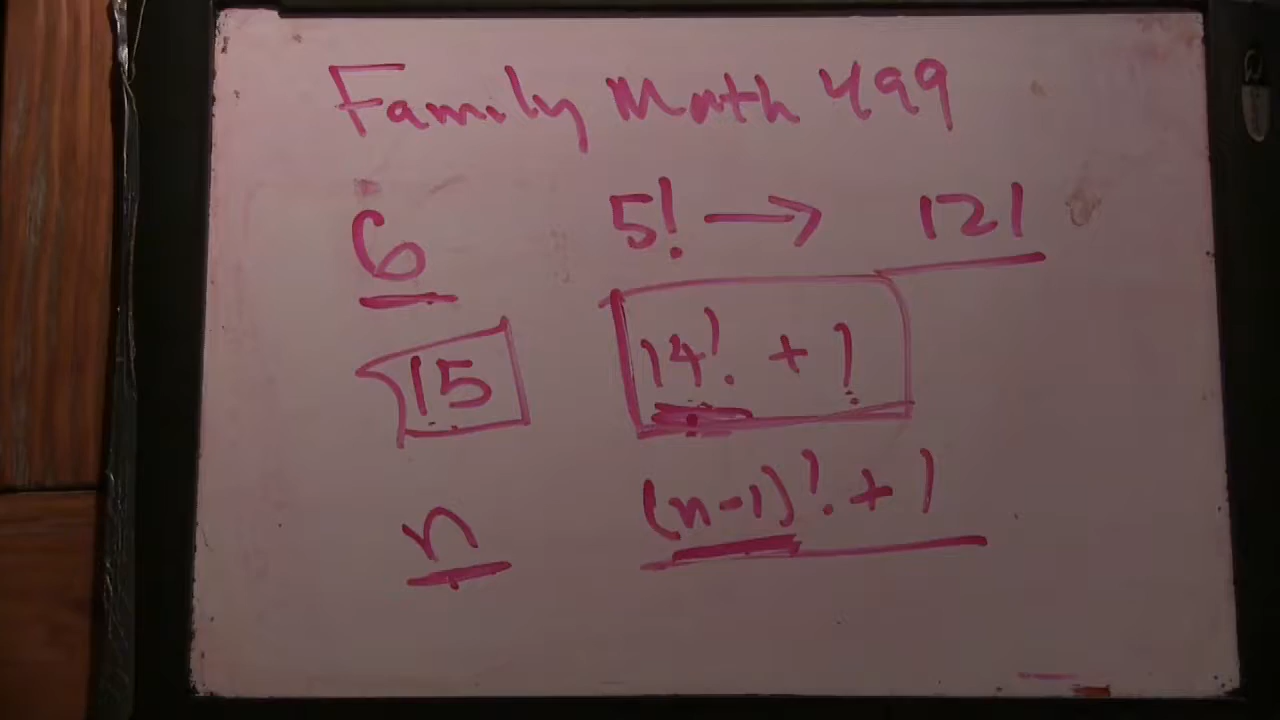 Family Math 499
6 5! → 121
15 14! + 1
n (n-1)! + 1